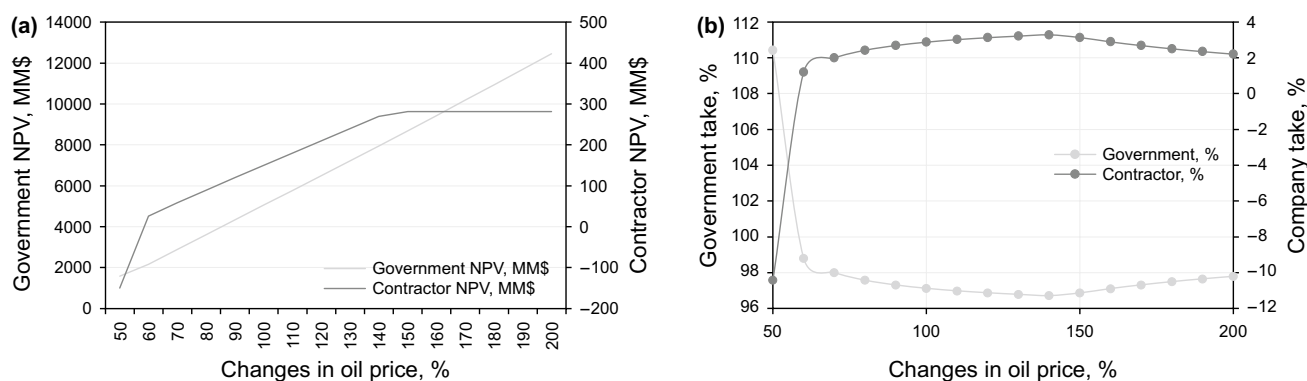 (a)
14000
12000
10000
8000
6000
4000
2000
0
Government NPV, MM$
500
400
300
200
100
0
−100
−200
Contractor NPV, MM$
Government NPV, MM$
Contractor NPV, MM$
50 60 70 80 90 100 110 120 130 140 150 160 170 180 190 200
Changes in oil price, %
(b)
112
110
108
106
104
102
100
98
96
Government take, %
4
2
0
−2
−4
−6
−8
−10
−12
Company take, %
Government, %
Contractor, %
50 100 150 200
Changes in oil price, %